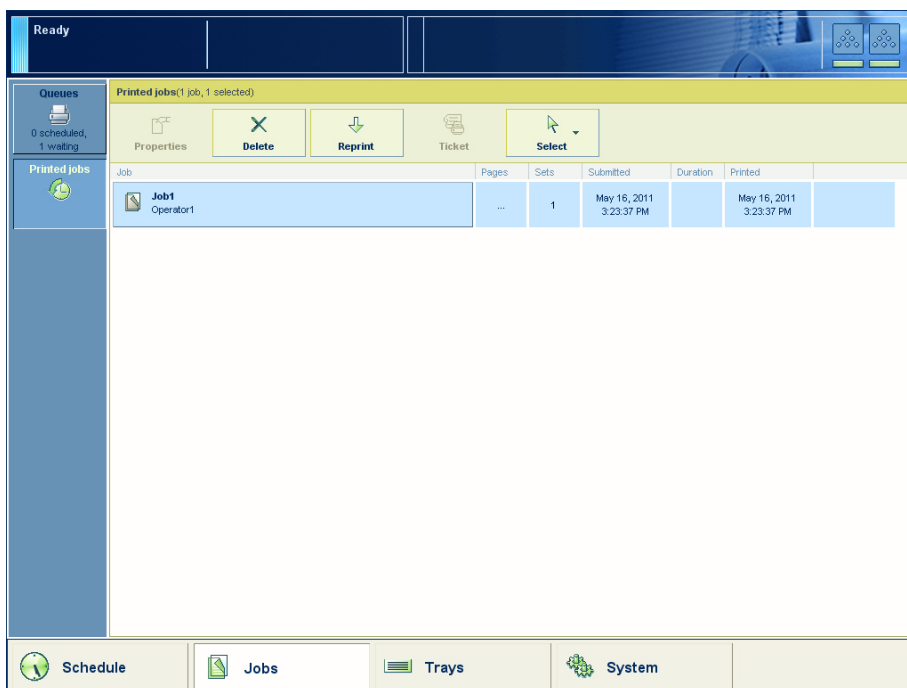 Ready
Queues
0 scheduled,
1 waiting
Printed jobs
Printed jobs(1 job, 1 selected)
Properties Delete Reprint Ticket Select
Job Pages Sets Submitted Duration Printed
Job1
Operator1
... 1 May 16, 2011 May 16, 2011
3:23:37 PM 3:23:37 PM
Schedule Jobs Trays System